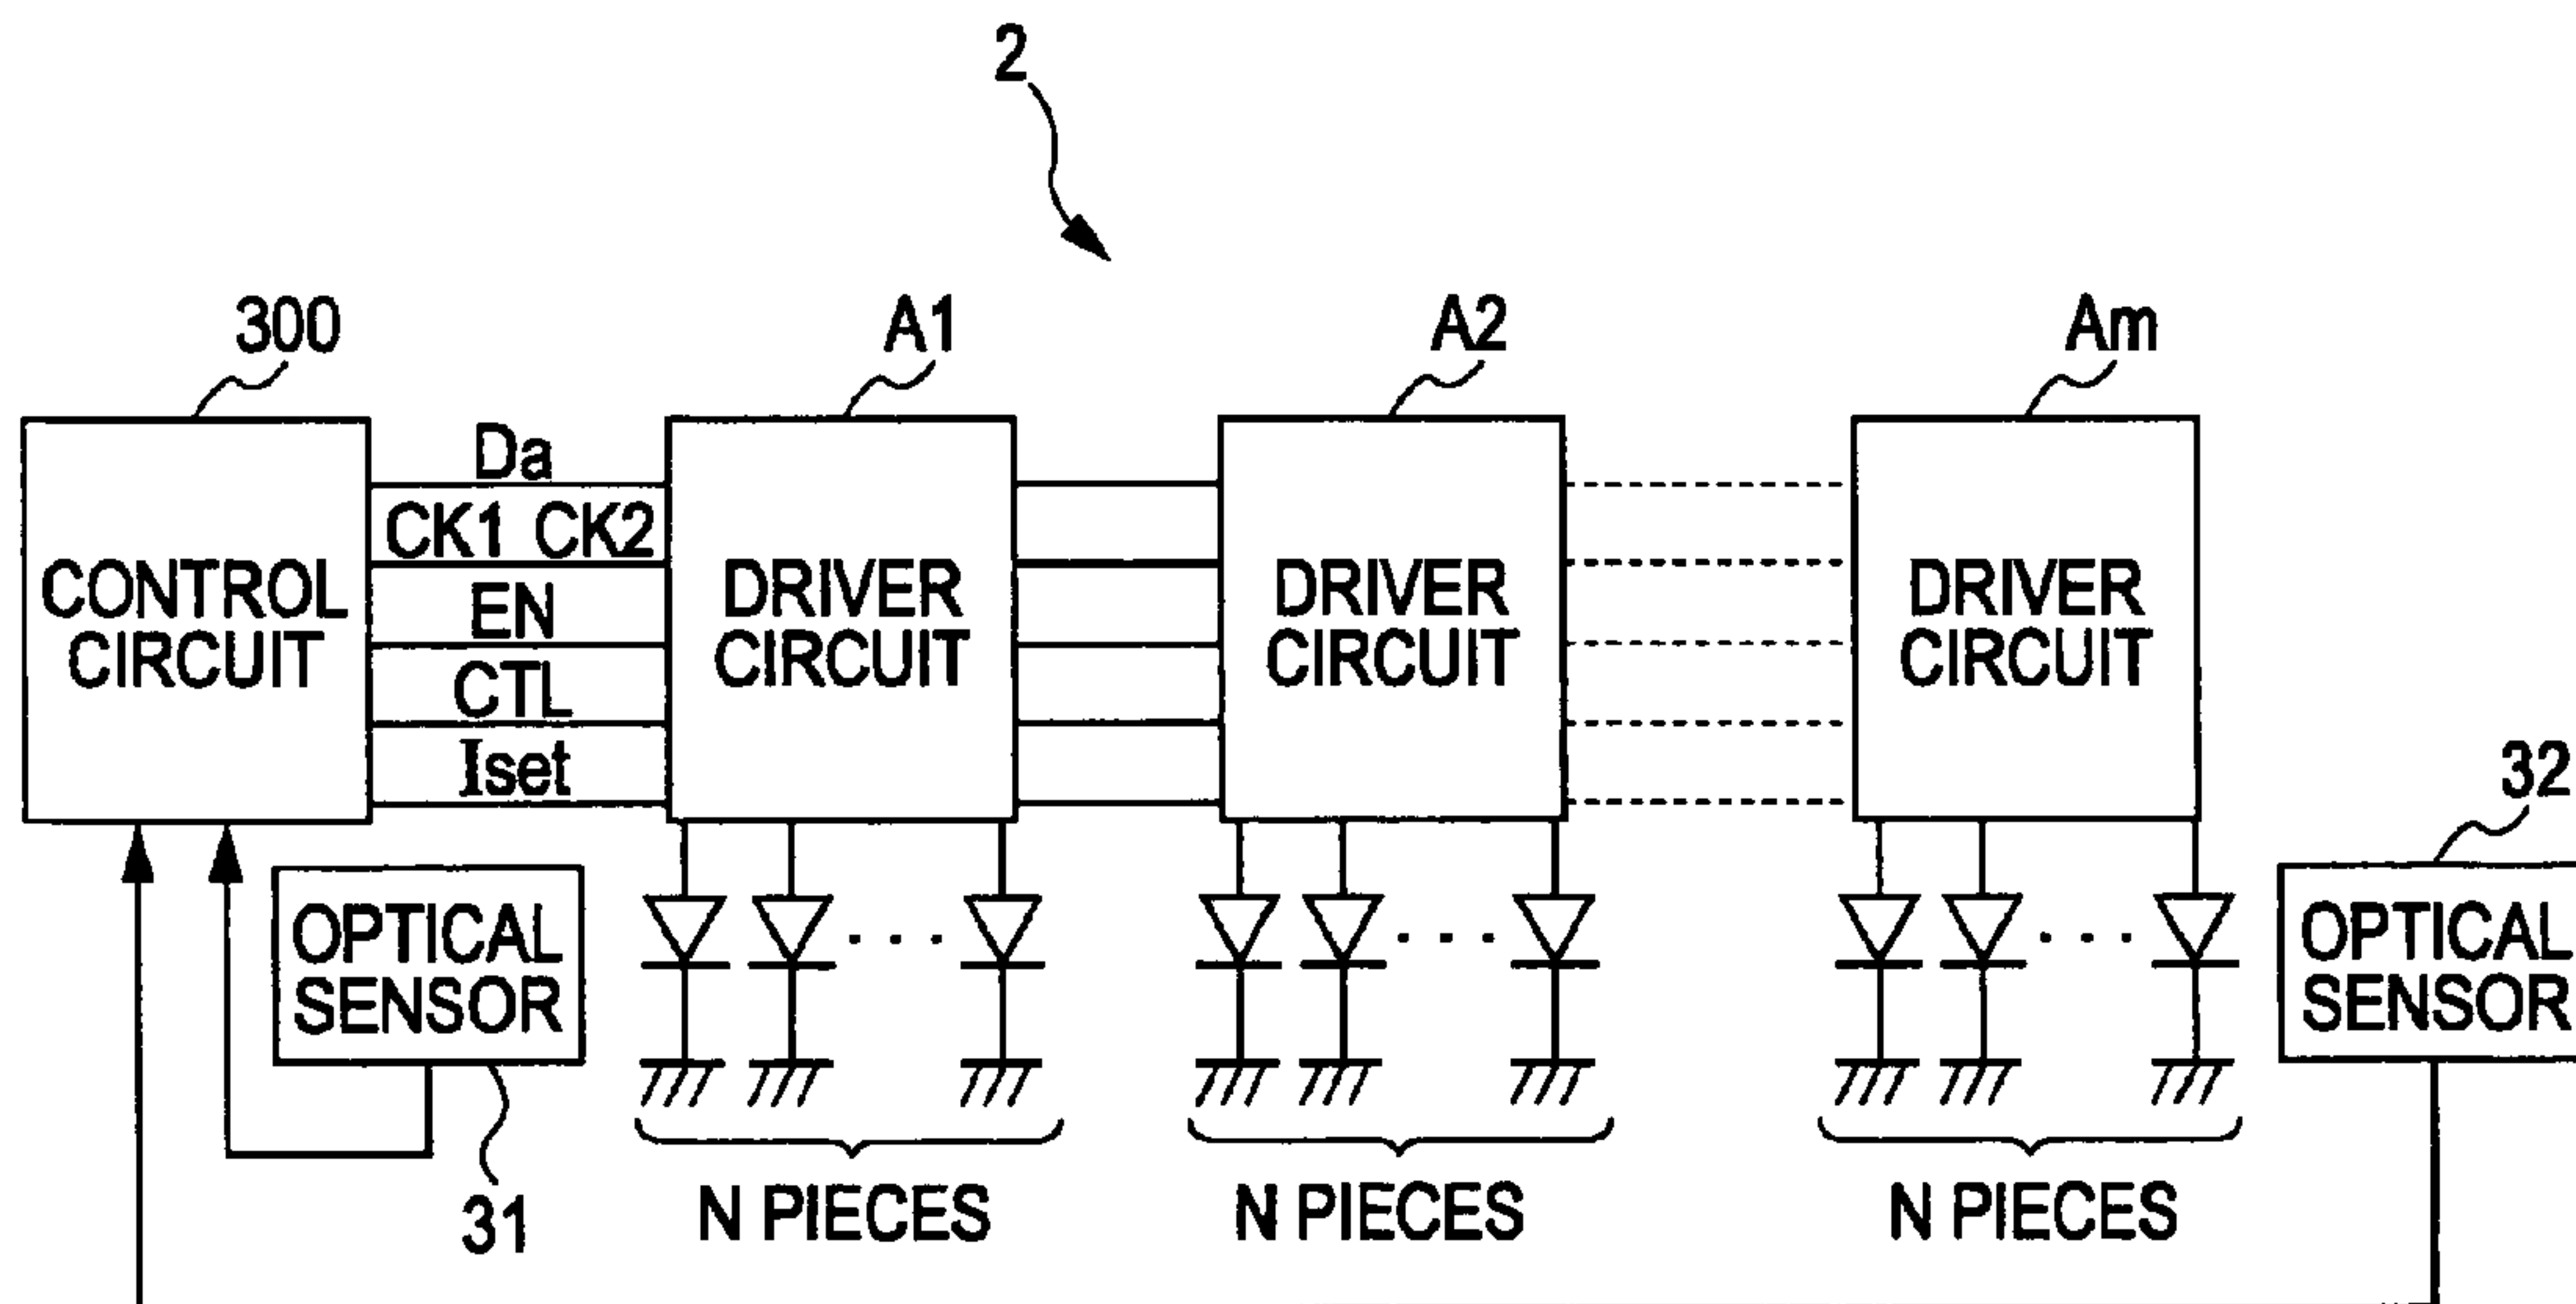 2
300
A1
A2
Am
Da
CK1 CK2
EN
CTL
Iset
CONTROL
CIRCUIT
DRIVER
CIRCUIT
DRIVER
CIRCUIT
DRIVER
CIRCUIT
32
OPTICAL
SENSOR
OPTICAL
SENSOR
31
N PIECES
N PIECES
N PIECES